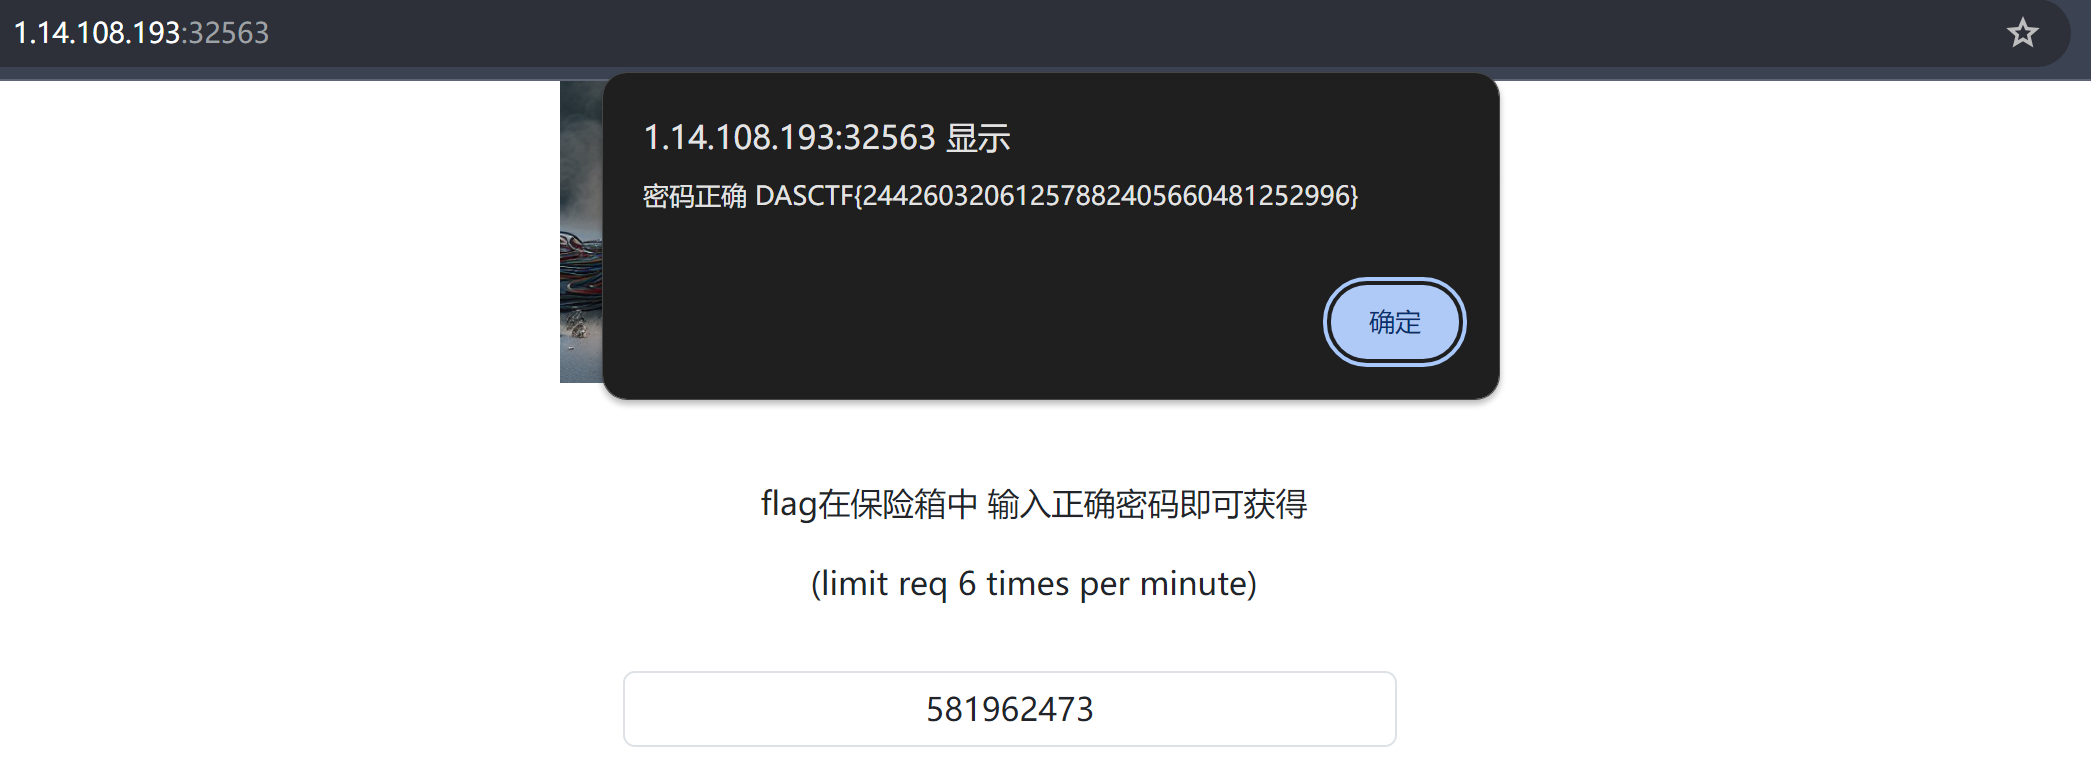 1.14.108.193:32563
1.14.108.193:32563 显示
密码正确 DASCTF{24426032061257882405660481252996}
确定
flag在保险箱中 输入正确密码即可获得
(limit req 6 times per minute)
581962473